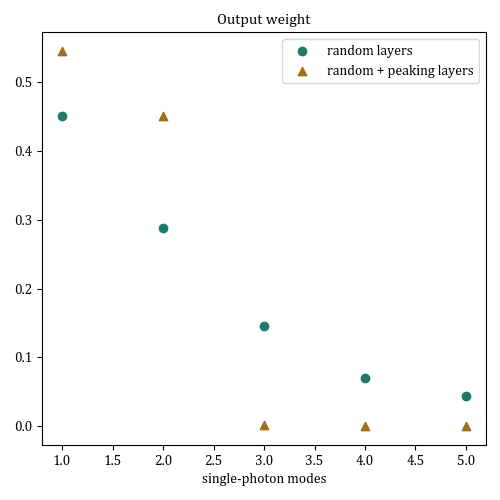 Output weight
random layers
random + peaking layers
0.5
0.4
0.3
0.2
0.1
0.0
1.0 1.5 2.0 2.5 3.0 3.5 4.0 4.5 5.0
single-photon modes